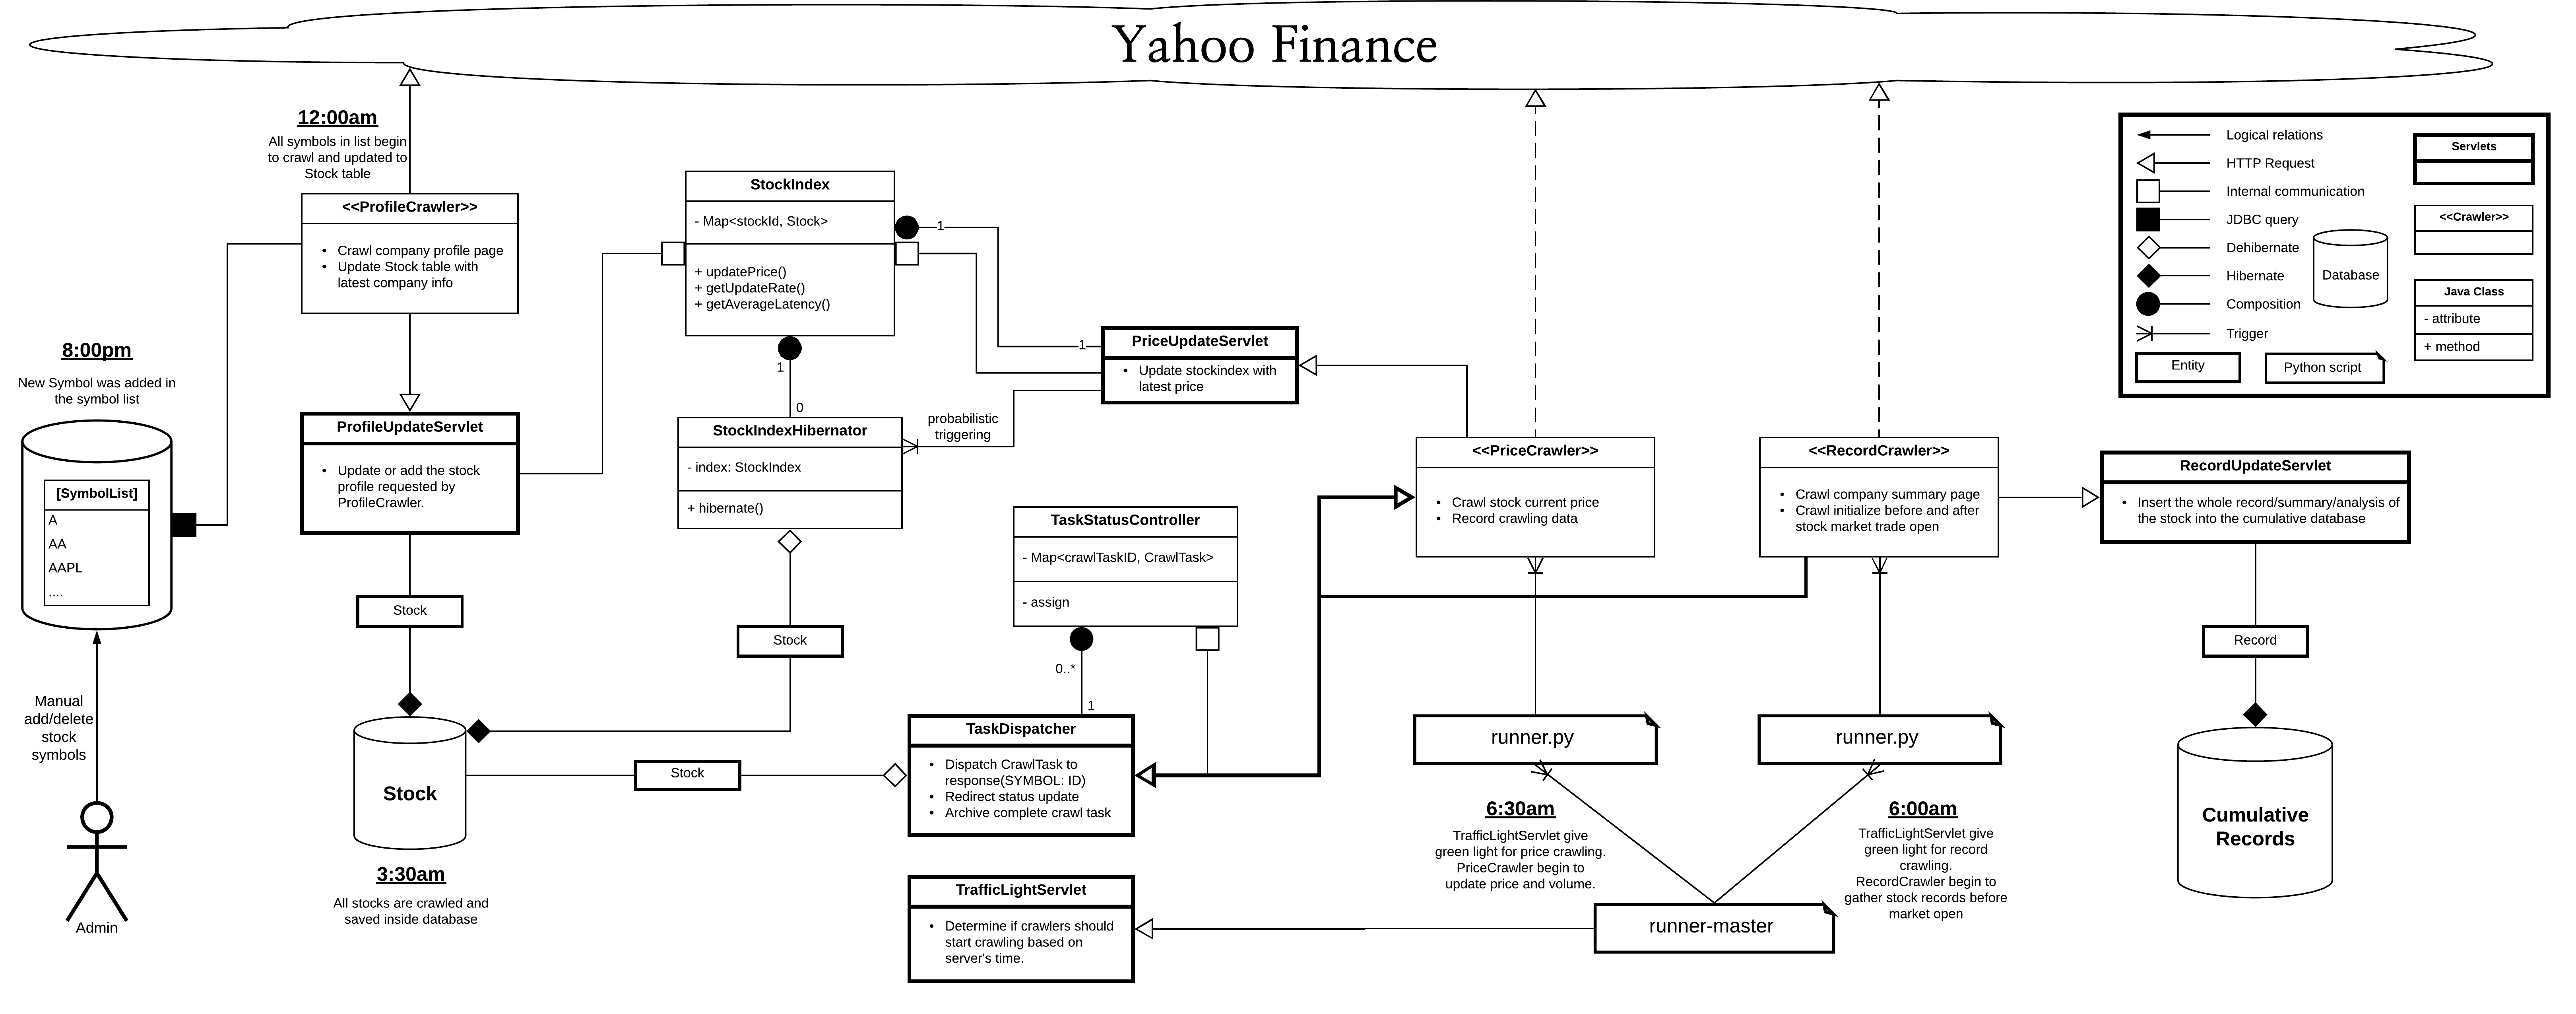 Yahoo Finance
12:00am
All symbols in list begin
to crawl and updated to
Stock table
<<ProfileCrawler>>
• Crawl company profile page
• Update Stock table with
latest company info
8:00pm
New Symbol was added in
the symbol list
[SymbolList]
A
AA
AAPL
....
Manual
add/delete
stock
symbols
Admin
ProfileUpdateServlet
• Update or add the stock
profile requested by
ProfileCrawler.
Stock
Stock
3:30am
All stocks are crawled and
saved inside database
StockIndex
- Map<stockId, Stock>
+ updatePrice()
+ getUpdateRate()
+ getAverageLatency()
1
1
1
0
PriceUpdateServlet
• Update stockindex with
latest price
probabilistic
triggering
StockIndexHibernator
- index: StockIndex
+ hibernate()
Stock
Stock
TaskStatusController
- Map<crawlTaskID, CrawlTask>
- assign
0..*
1
TaskDispatcher
• Dispatch CrawlTask to
response(SYMBOL: ID)
• Redirect status update
• Archive complete crawl task
TrafficLightServlet
• Determine if crawlers should
start crawling based on
server's time.
<<PriceCrawler>>
• Crawl stock current price
• Record crawling data
<<RecordCrawler>>
• Crawl company summary page
• Crawl initialize before and after
stock market trade open
RecordUpdateServlet
• Insert the whole record/summary/analysis of
the stock into the cumulative database
Record
Cumulative
Records
runner.py
runner.py
6:30am
TrafficLightServlet give
green light for price crawling.
PriceCrawler begin to
update price and volume.
6:00am
TrafficLightServlet give
green light for record
crawling.
RecordCrawler begin to
gather stock records before
market open
runner-master
Logical relations
HTTP Request
Internal communication
JDBC query
Dehibernate
Hibernate
Composition
Trigger
Entity
Python script
Database
Servlets
<<Crawler>>
Java Class
- attribute
+ method